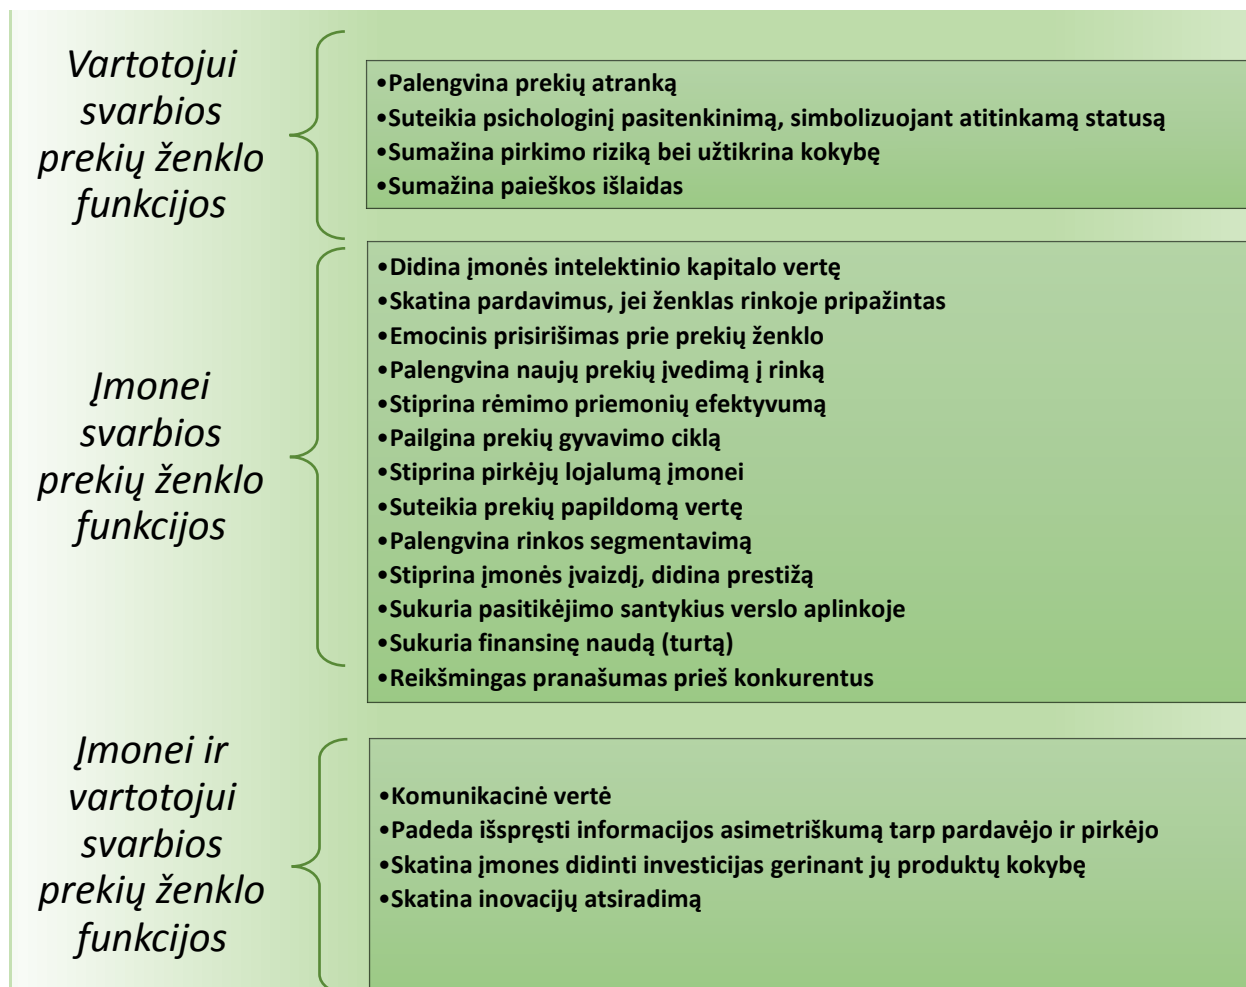 Vartotojui
svarbios
prekių ženklo
funkcijos
•Palengvina prekių atranką
•Suteikia psichologinį pasitenkinimą, simbolizuojant atitinkamą statusą
•Sumažina pirkimo riziką bei užtikrina kokybę
•Sumažina paieškos išlaidas
Įmonei
svarbios
prekių ženklo
funkcijos
•Didina įmonės intelektinio kapitalo vertę
•Skatina pardavimus, jei ženklas rinkoje pripažintas
•Emocinis prisirišimas prie prekių ženklo
•Palengvina naujų prekių įvedimą į rinką
•Stiprina rėmimo priemonių efektyvumą
•Pailgina prekių gyvavimo ciklą
•Stiprina pirkėjų lojalumą įmonei
•Suteikia prekių papildomą vertę
•Palengvina rinkos segmentavimą
•Stiprina įmonės įvaizdį, didina prestižą
•Sukuria pasitikėjimo santykius verslo aplinkoje
•Sukuria finansinę naudą (turtą)
•Reikšmingas pranašumas prieš konkurentus
Įmonei ir
vartotojui
svarbios
prekių ženklo
funkcijos
•Komunikacinė vertė
•Padeda išspręsti informacijos asimetriškumą tarp pardavėjo ir pirkėjo
•Skatina įmones didinti investicijas gerinant jų produktų kokybę
•Skatina inovacijų atsiradimą